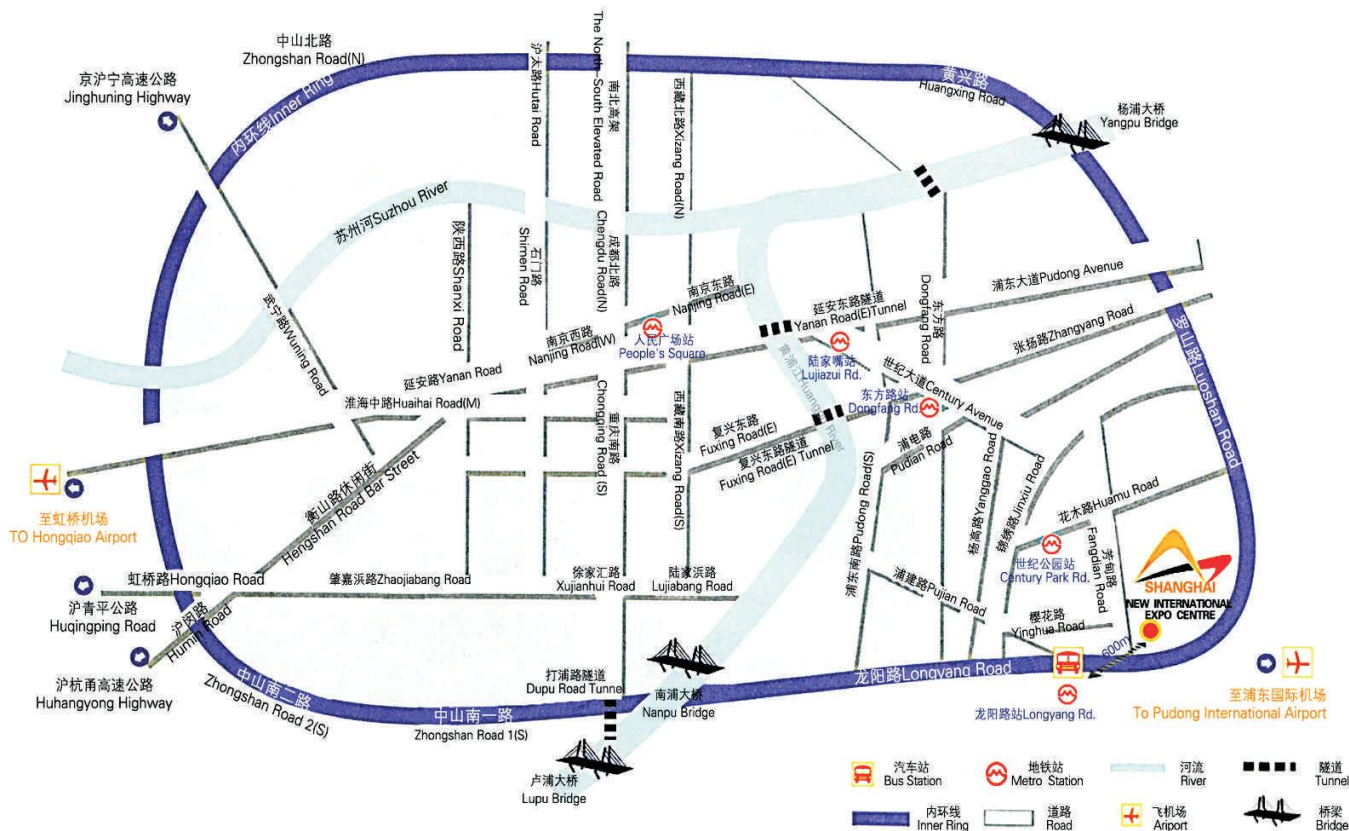 中山北路
Zhongshan Road(N)
京沪宁高速公路
Jinghuning Highway
内环线Inner Ring
沪太路Hutai Road
The North-South Elevated Road
南北高架
西藏北路Xizang Road(N)
黄兴路
Huangxing Road
杨浦大桥
Yangpu Bridge
苏州河Suzhou River
陕西路Shanxi Road
石门路
Shimen Road
成都北路
Chengdu Road(N)
武宁路Wuning Road
南京东路
Nanjing Road(E)
南京西路
Nanjing Road(W)
人民广场站
People's Square
延安东路隧道
Yanan Road(E)Tunnel
东方路
Dongfang Road
浦东大道Pudong Avenue
张扬路Zhangyang Road
罗山路Luoshan Road
陆家嘴站
Lujiazui Rd.
世纪大道Century Avenue
东方路站
Dongfang Rd.
黄浦江Huang River
延安路Yanan Road
淮海中路Huaihai Road(M)
重庆南路
Chongqing Road (S)
西藏南路Xizang Road(S)
复兴东路
Fuxing Road(E)
复兴东路隧道
Fuxing Road(E) Tunnel
浦电路
Pudian Road
浦东南路Pudong Road(S)
杨高路Yanggao Road
锦绣路Jinxiu Road
花木路Huamu Road
芳甸路
Fangdian Road
世纪公园站
Century Park Rd.
衡山路休闲街
Hengshan Road Bar Street
至虹桥机场
TO Hongqiao Airport
虹桥路Hongqiao Road
肇嘉浜路Zhaojiabang Road
徐家汇路
Xujianhui Road
陆家浜路
Lujiabang Road
浦建路Pujian Road
樱花路
Yinghua Road
SHANGHAI
NEW INTERNATIONAL
EXPO CENTRE
600m
沪青平公路
Huqingping Road
沪闵路
Humin Road
沪杭甬高速公路
Huhangyong Highway
中山南二路
Zhongshan Road 2(S)
中山南一路
Zhongshan Road 1(S)
打浦路隧道
Dupu Road Tunnel
南浦大桥
Nanpu Bridge
龙阳路Longyang Road
龙阳路站Longyang Rd.
至浦东国际机场
To Pudong International Airport
卢浦大桥
Lupu Bridge
汽车站
Bus Station
地铁站
Metro Station
河流
River
隧道
Tunnel
内环线
Inner Ring
道路
Road
飞机场
Ariport
桥梁
Bridge